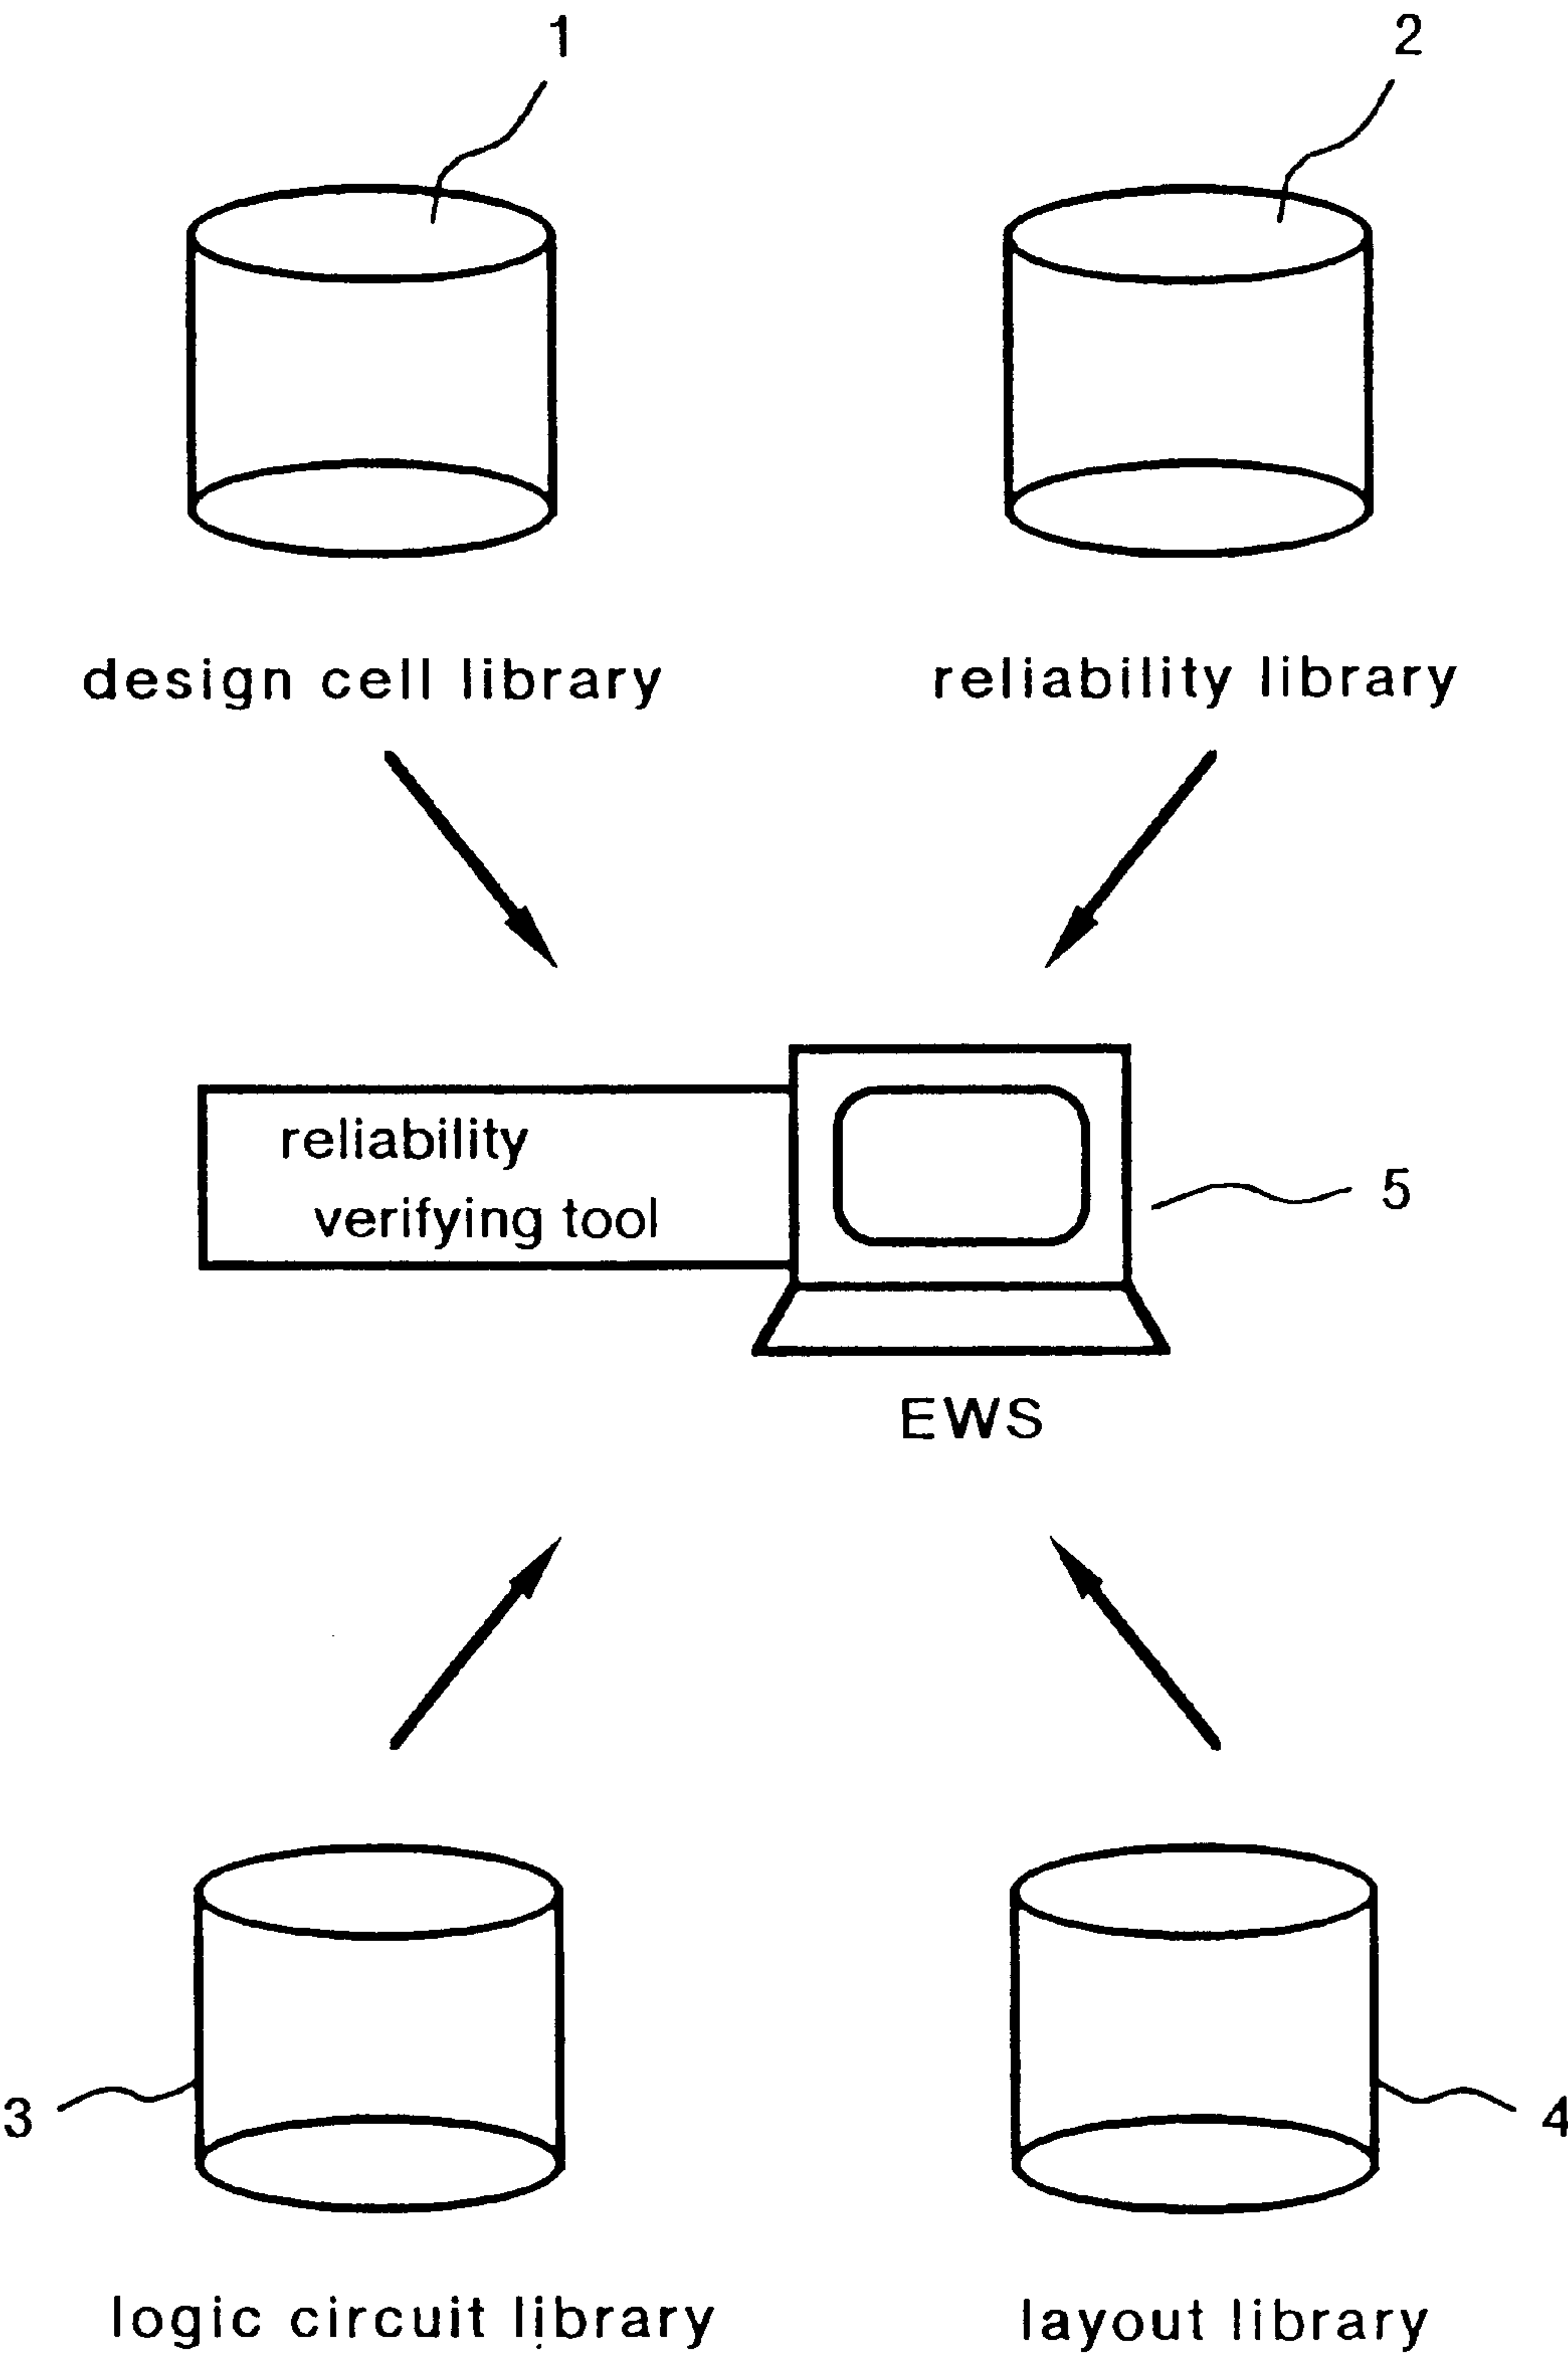 1
2
design cell library
reliability library
reliability
verifying tool
5
EWS
3
4
logic circuit library
layout library